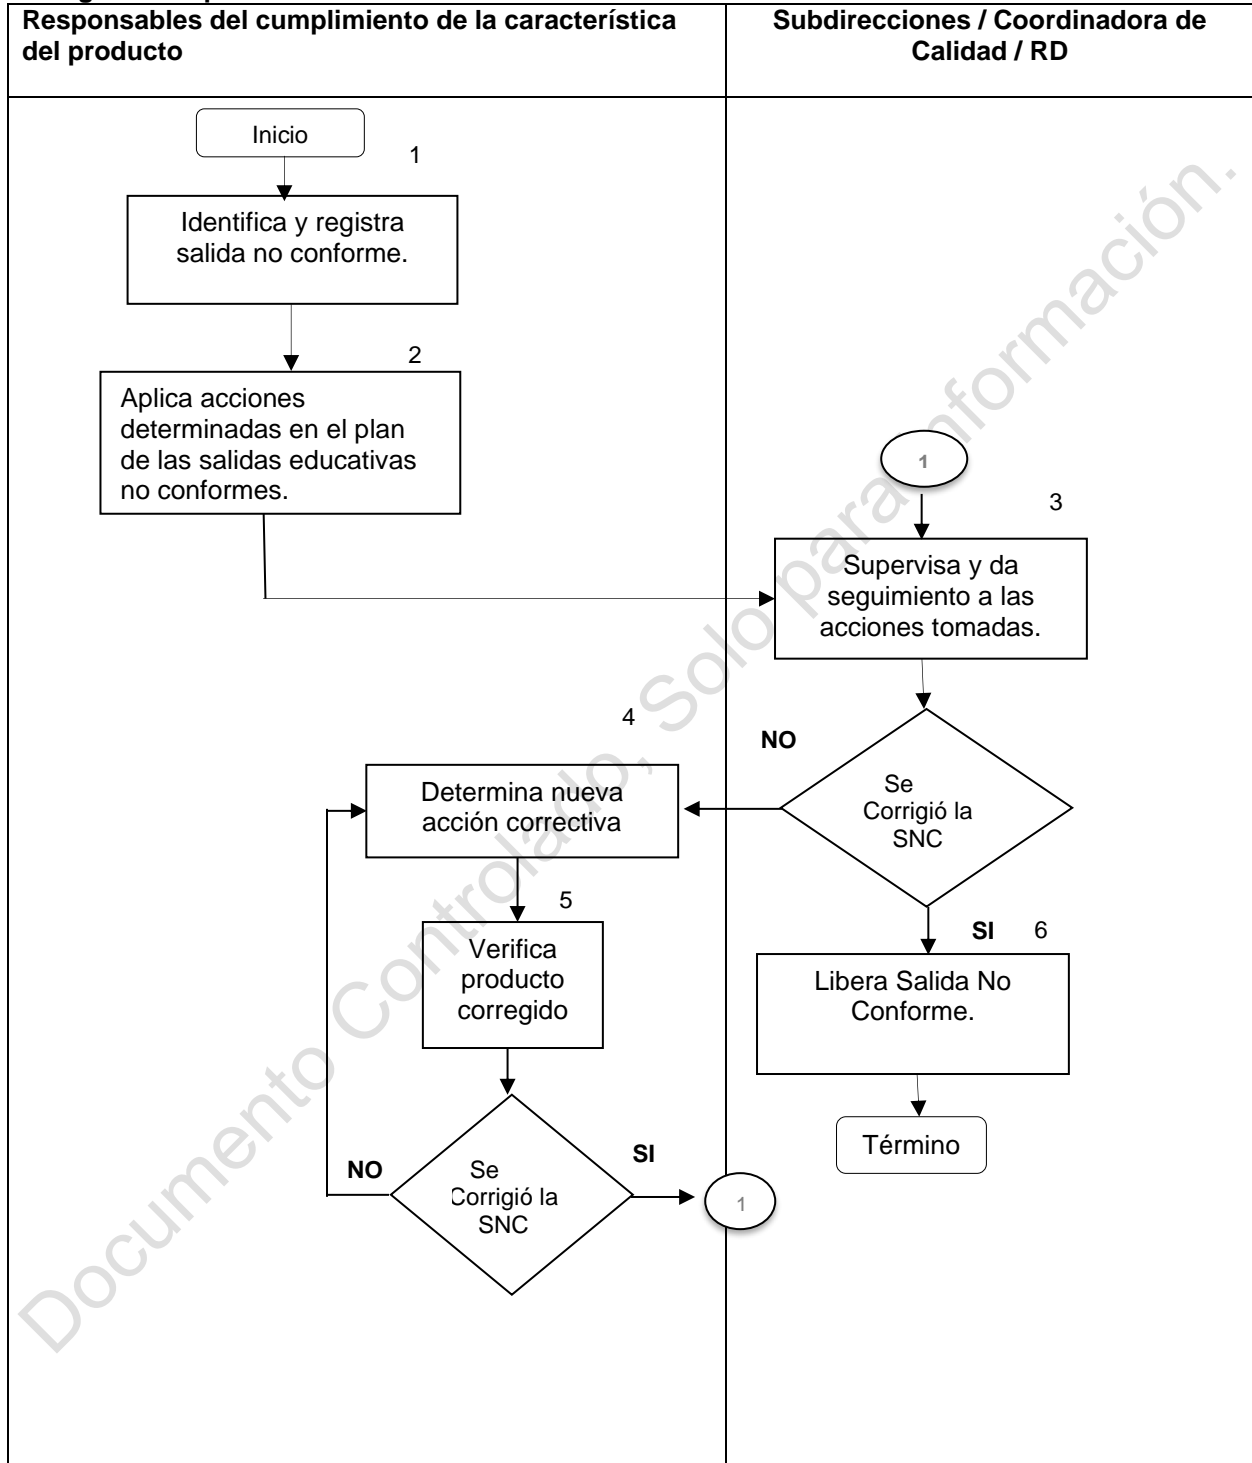 Responsables del cumplimiento de la característica
del producto
Subdirecciones / Coordinadora de
Calidad / RD
Inicio
1
Identifica y registra
salida no conforme.
2
Aplica acciones
determinadas en el plan
de las salidas educativas
no conformes.
1
3
Supervisa y da
seguimiento a las
acciones tomadas.
NO
Se
Corrigió la
SNC
4
Determina nueva
acción correctiva
5
Verifica
producto
corregido
SI
6
Libera Salida No
Conforme.
Término
NO
Se
Corrigió la
SNC
SI
1
Documento Controlado, Solo para información.